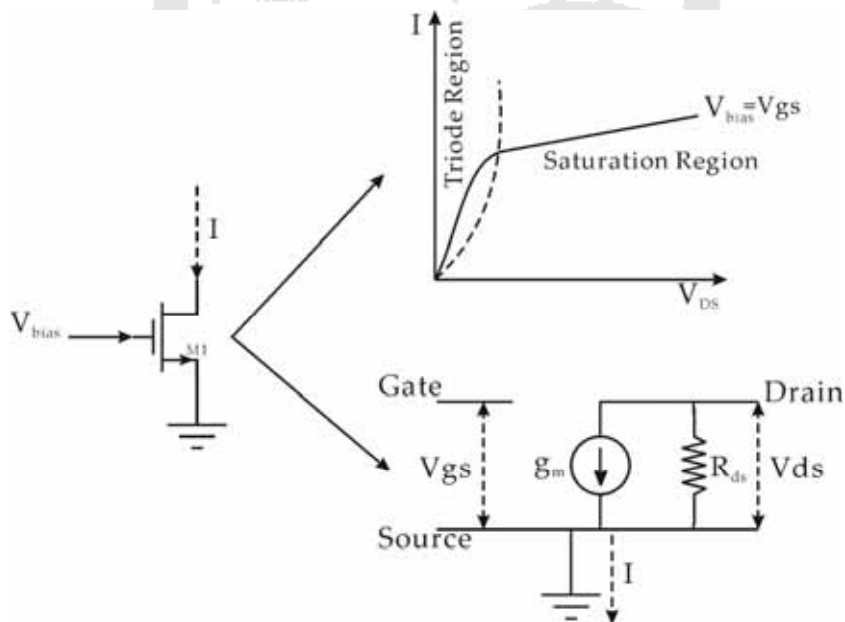 I
Triode Region
V_bias=Vgs
Saturation Region
V_DS
I
V_bias
M1
Gate
Drain
Vgs
g_m
R_ds
Vds
Source
I